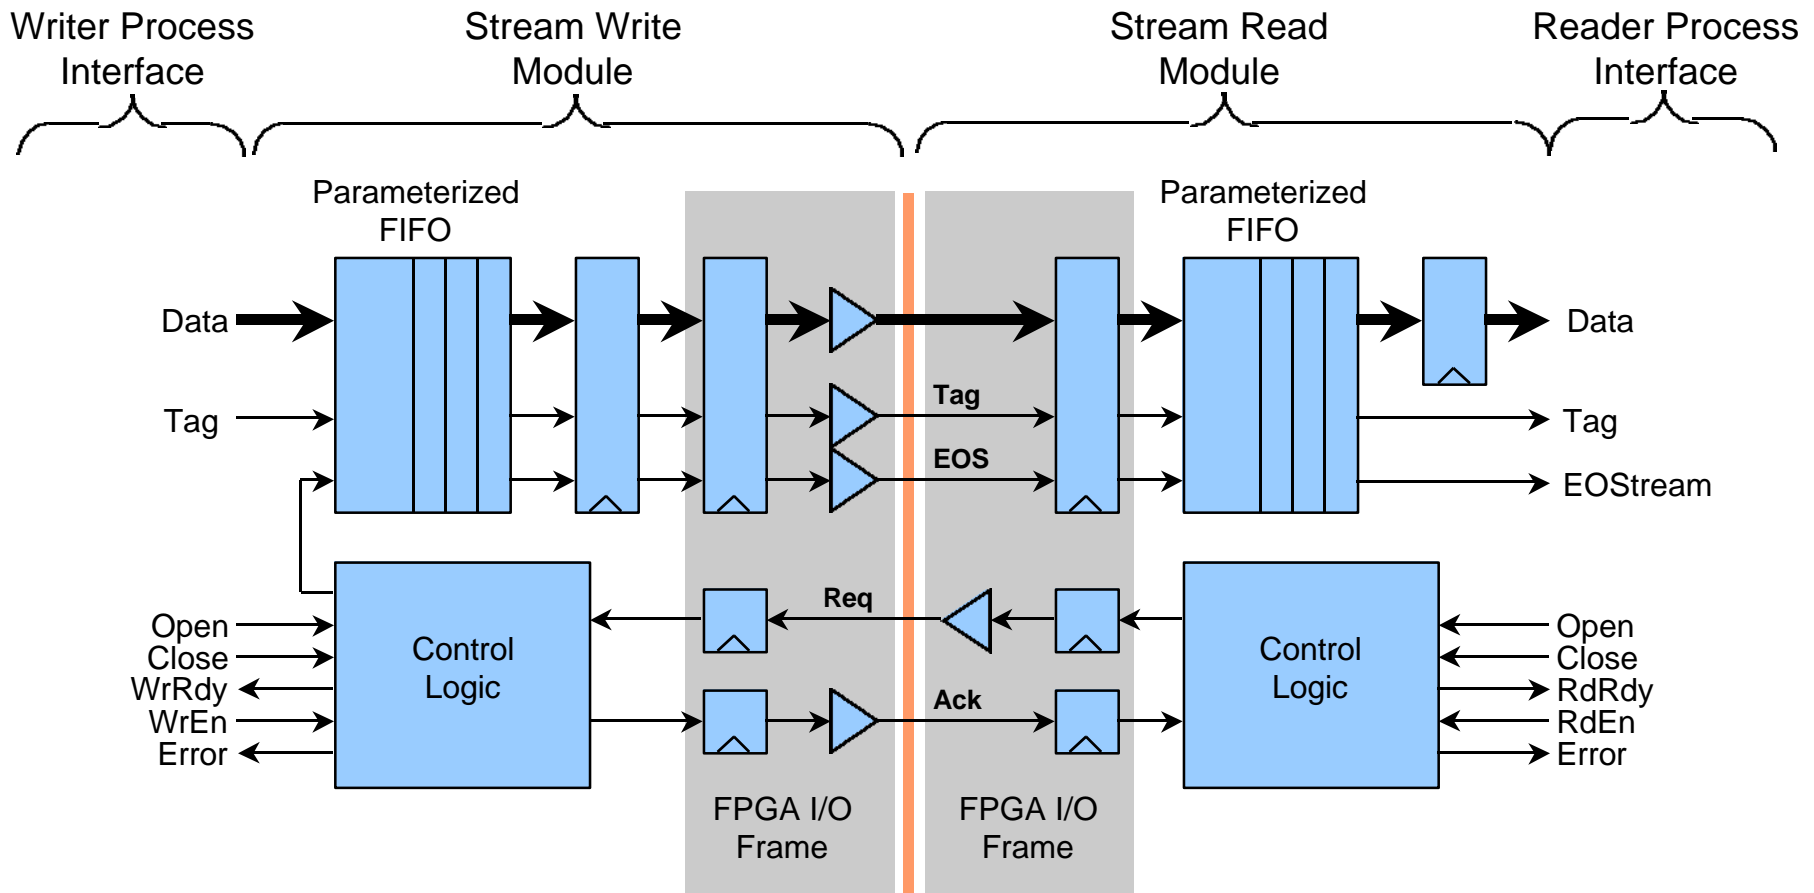 Writer Process
Interface
Stream Write
Module
Stream Read
Module
Reader Process
Interface
Parameterized
FIFO
Parameterized
FIFO
Data
Data
Tag
Tag
Tag
EOS
EOStream
Req
Open
Close
WrRdy
WrEn
Error
Control
Logic
Ack
Control
Logic
Open
Close
RdRdy
RdEn
Error
FPGA I/O
Frame
FPGA I/O
Frame